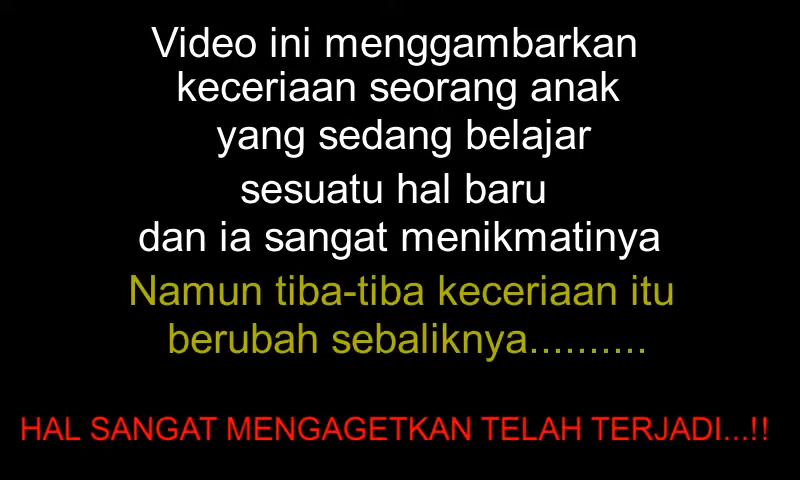 Video ini menggambarkan
keceriaan seorang anak
yang sedang belajar
sesuatu hal baru
dan ia sangat menikmatinya
Namun tiba-tiba keceriaan itu
berubah sebaliknya..........
HAL SANGAT MENGAGETKAN TELAH TERJADI...!!